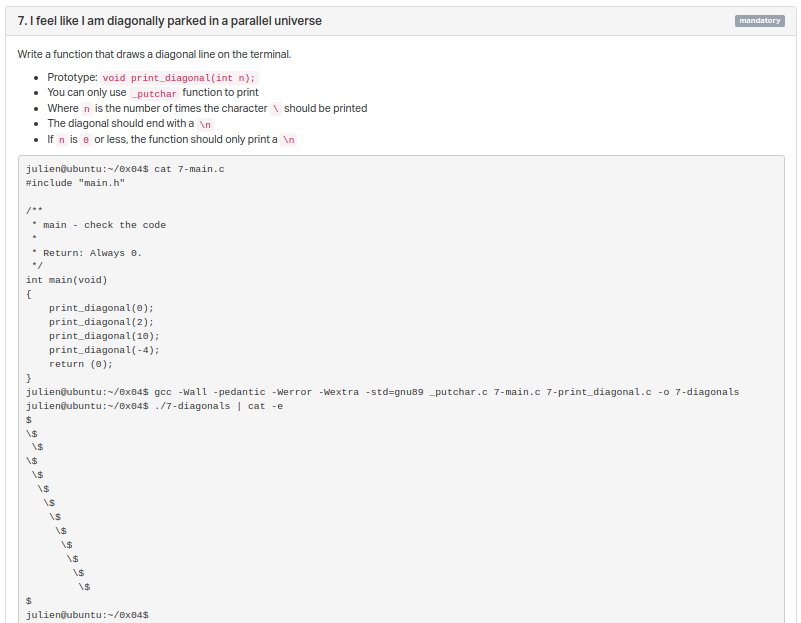 7. I feel like I am diagonally parked in a parallel universe
mandatory
Write a function that draws a diagonal line on the terminal.
• Prototype: void print_diagonal(int n);
• You can only use _putchar function to print
• Where n is the number of times the character \ should be printed
• The diagonal should end with a \n
• If n is 0 or less, the function should only print a \n
julien@ubuntu:~/0x04$ cat 7-main.c
#include "main.h"

/**
 * main - check the code
 *
 * Return: Always 0.
 */
int main(void)
{
    print_diagonal(0);
    print_diagonal(2);
    print_diagonal(10);
    print_diagonal(-4);
    return (0);
}
julien@ubuntu:~/0x04$ gcc -Wall -pedantic -Werror -Wextra -std=gnu89 _putchar.c 7-main.c 7-print_diagonal.c -o 7-diagonals
julien@ubuntu:~/0x04$ ./7-diagonals | cat -e
$
\$
 \$
\$
 \$
  \$
   \$
    \$
     \$
      \$
       \$
        \$
         \$
$
julien@ubuntu:~/0x04$